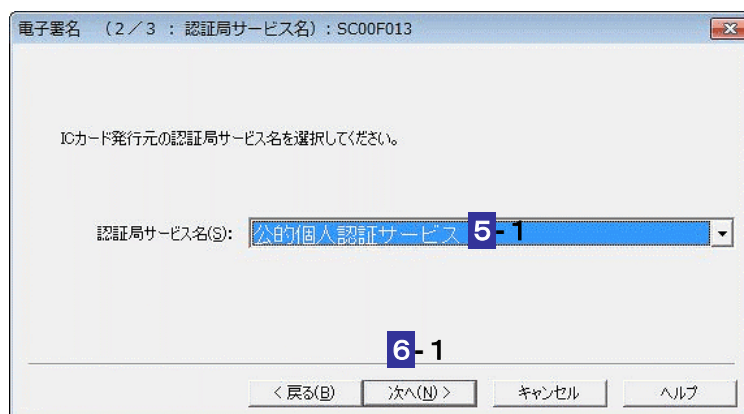 電子署名　（2／3 : 認証局サービス名) : SC00F013
ICカード発行元の認証局サービス名を選択してください。
認証局サービス名(S): 公的個人認証サービス 5-1
6-1
< 戻る(B) 次へ(N) > キャンセル ヘルプ